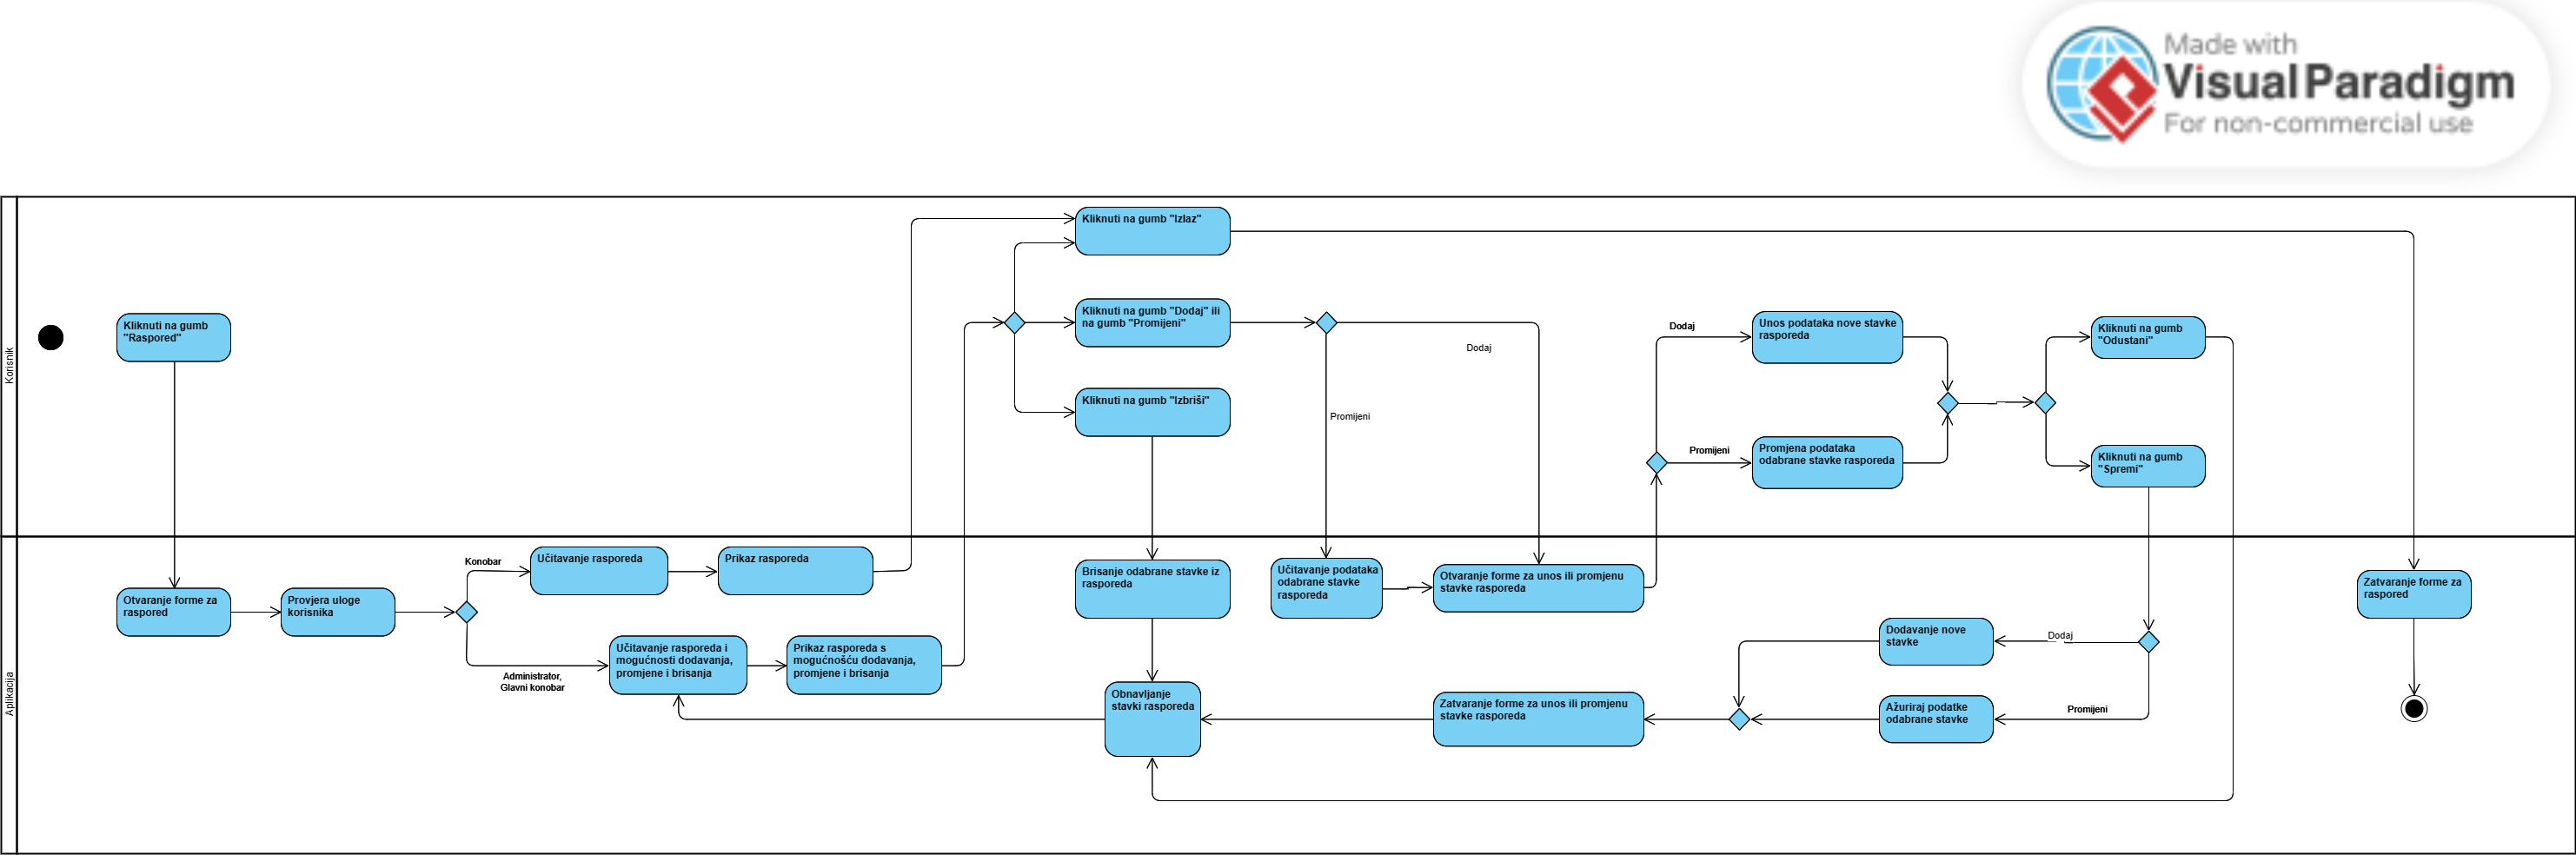 Made with
Visual Paradigm
For non-commercial use
Korisnik
Kliknuti na gumb
"Raspored"
Kliknuti na gumb "Izlaz"
Kliknuti na gumb "Dodaj" ili
na gumb "Promijeni"
Kliknuti na gumb "Izbriši"
Dodaj
Promijeni
Dodaj
Unos podataka nove stavke
rasporeda
Promijeni
Promjena podataka
odabrane stavke rasporeda
Kliknuti na gumb
"Odustani"
Kliknuti na gumb
"Spremi"
Aplikacija
Otvaranje forme za
raspored
Provjera uloge
korisnika
Konobar
Učitavanje rasporeda
Prikaz rasporeda
Administrator,
Glavni konobar
Učitavanje rasporeda i
mogućnosti dodavanja,
promjene i brisanja
Prikaz rasporeda s
mogućnošću dodavanja,
promjene i brisanja
Brisanje odabrane stavke iz
rasporeda
Obnavljanje
stavki rasporeda
Učitavanje podataka
odabrane stavke
rasporeda
Otvaranje forme za unos ili promjenu
stavke rasporeda
Zatvaranje forme za unos ili promjenu
stavke rasporeda
Dodavanje nove
stavke
Dodaj
Ažuriraj podatke
odabrane stavke
Promijeni
Zatvaranje forme za
raspored